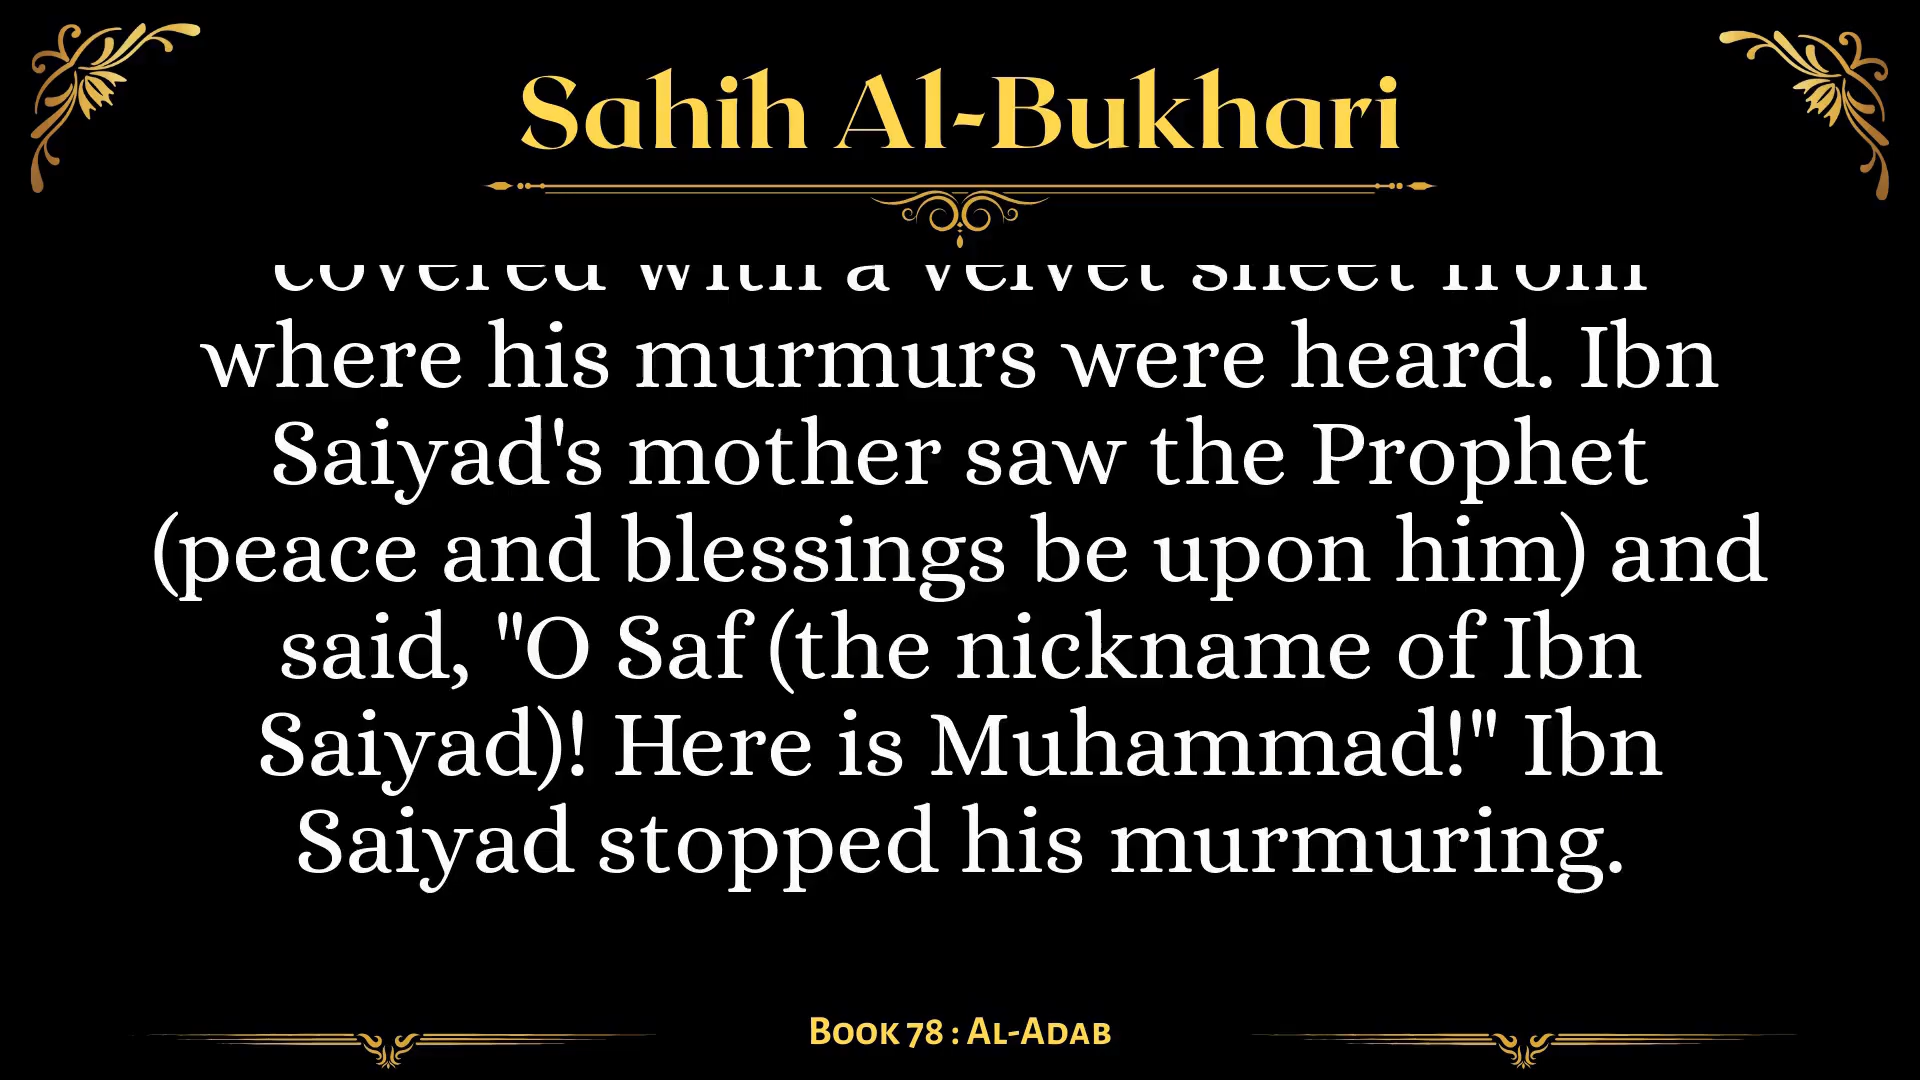 Sahih Al-Bukhari
covered with a velvet sheet from
where his murmurs were heard. Ibn
Saiyad's mother saw the Prophet
(peace and blessings be upon him) and
said, "O Saf (the nickname of Ibn
Saiyad)! Here is Muhammad!" Ibn
Saiyad stopped his murmuring.
Book 78 : Al-Adab